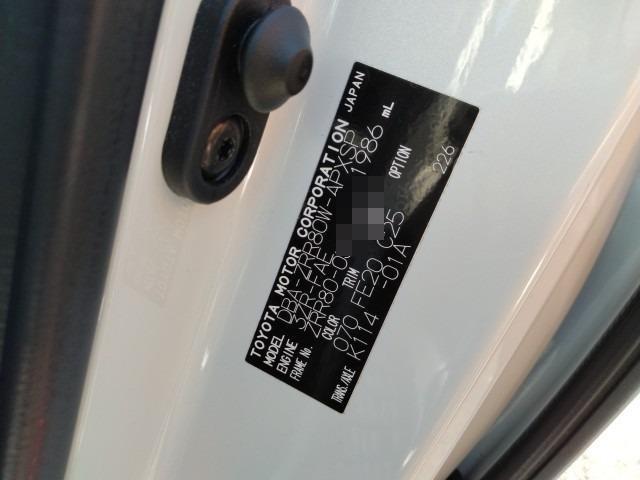 TOYOTA MOTOR CORPORATION JAPAN
MODEL DBA-ZRR80W-APXSP
ENGINE 3ZR-FAE 1986 mL
FRAME No. ZRR80-0
COLOR TRIM OPTION
070 FE20 C25 226
TRANS./AXLE K114 -01A